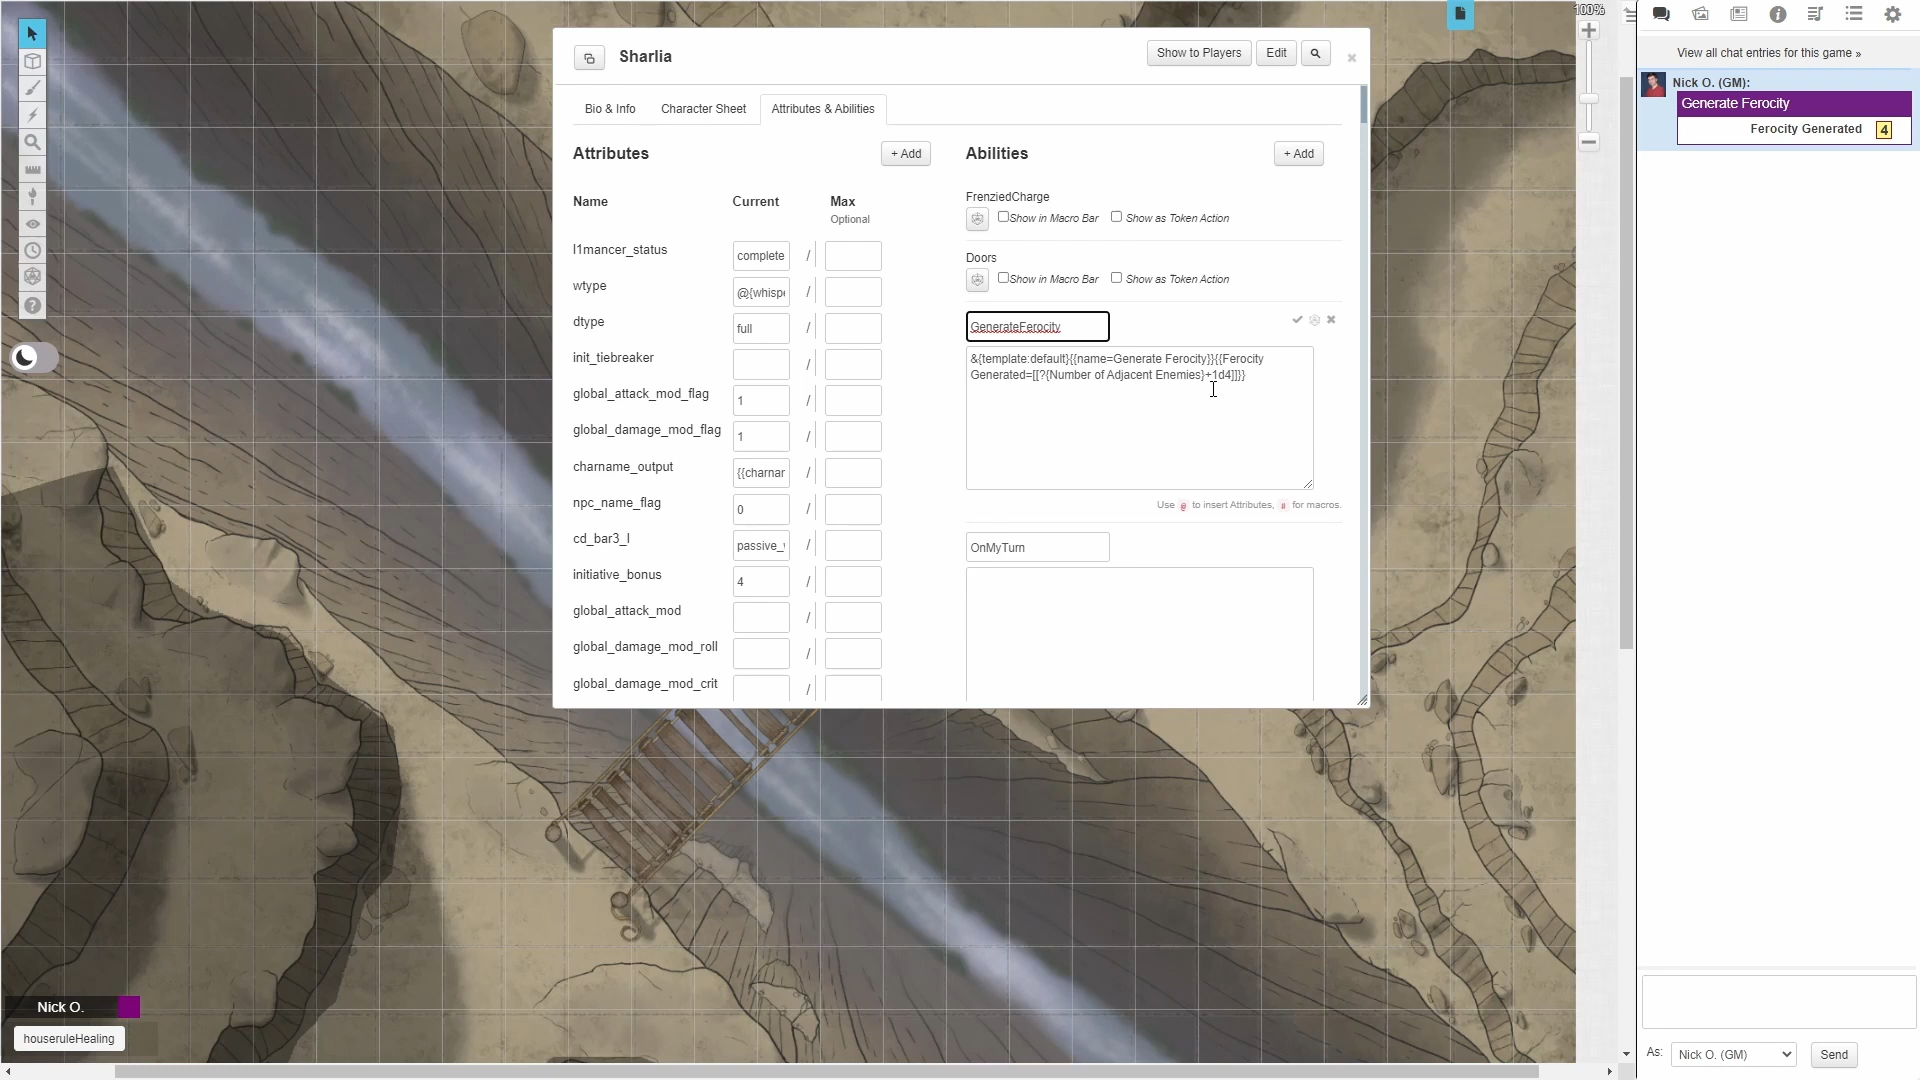 100%
Sharlia
Show to Players
Edit
Bio & Info
Character Sheet
Attributes & Abilities
Attributes
+ Add
Name
Current
Max
Optional
l1mancer_status
complete
/
wtype
@{whispe
/
dtype
full
/
init_tiebreaker
/
global_attack_mod_flag
1
/
global_damage_mod_flag
1
/
charname_output
{{charnar
/
npc_name_flag
0
/
cd_bar3_l
passive_
/
initiative_bonus
4
/
global_attack_mod
/
global_damage_mod_roll
/
global_damage_mod_crit
/
Abilities
+ Add
FrenziedCharge
Show in Macro Bar
Show as Token Action
Doors
Show in Macro Bar
Show as Token Action
GenerateFerocity
&{template:default}{{name=Generate Ferocity}}{{Ferocity
Generated=[[?{Number of Adjacent Enemies}+1d4]]}}
Use @ to insert Attributes, # for macros.
OnMyTurn
View all chat entries for this game »
Nick O. (GM):
Generate Ferocity
Ferocity Generated 4
Nick O.
houseruleHealing
As:
Nick O. (GM)
Send